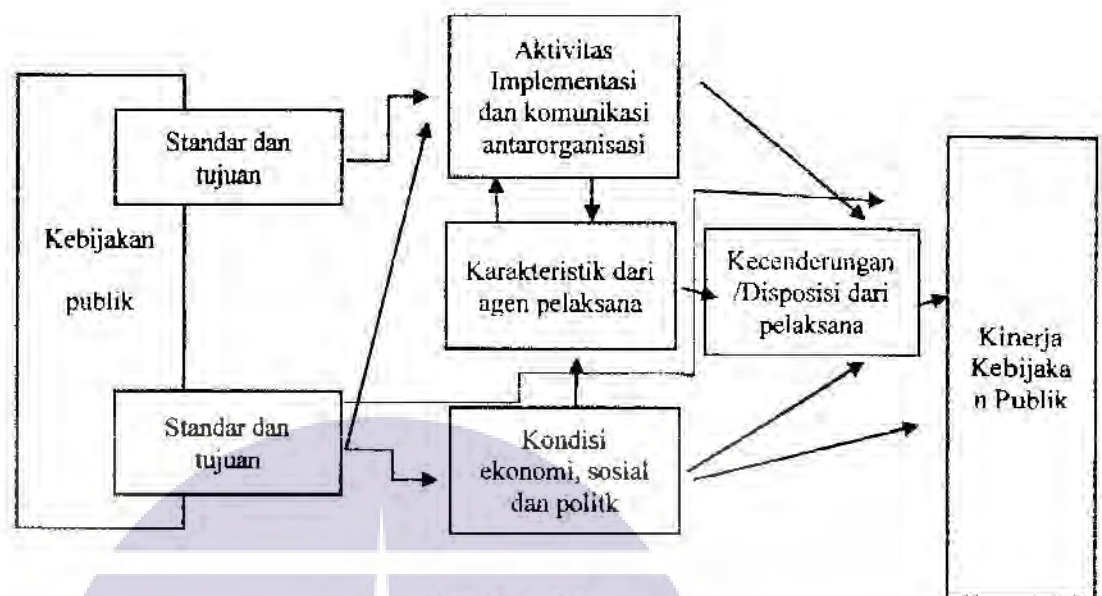 Kebijakan
publik
Standar dan
tujuan
Standar dan
tujuan
Aktivitas
Implementasi
dan komunikasi
antarorganisasi
Karakteristik dari
agen pelaksana
Kondisi
ekonomi, sosial
dan politk
Kecenderungan
/Disposisi dari
pelaksana
Kinerja
Kebijaka
n Publik